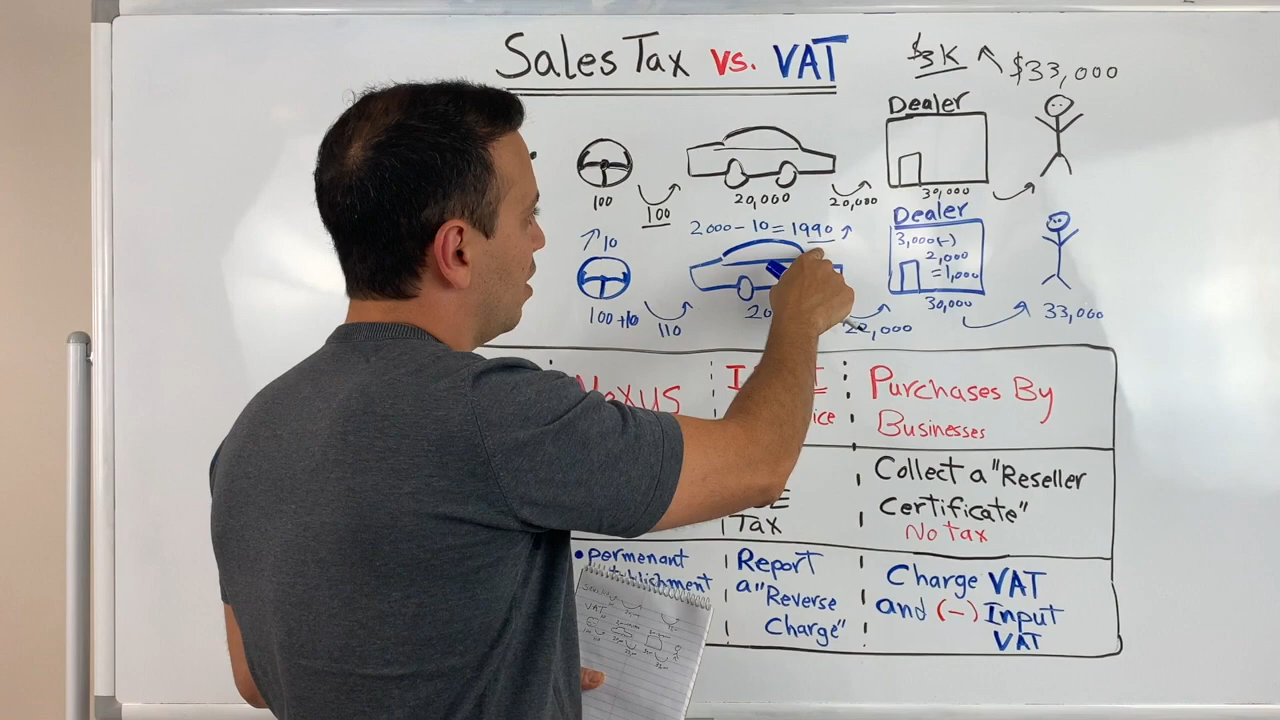 Sales Tax vs. VAT
$3K
$33,000
Dealer
100
100
20,000
20,000
30,000
2000 - 10 = 1990
Dealer
10
3,000(-)
2,000
= 1,000
100 +10
110
22,000
30,000
33,000
Purchases By
Businesses
Tax
Collect a "Reseller
Certificate"
No tax
• permenant
Report
a "Reverse
Charge"
Charge VAT
and (-) Input
VAT